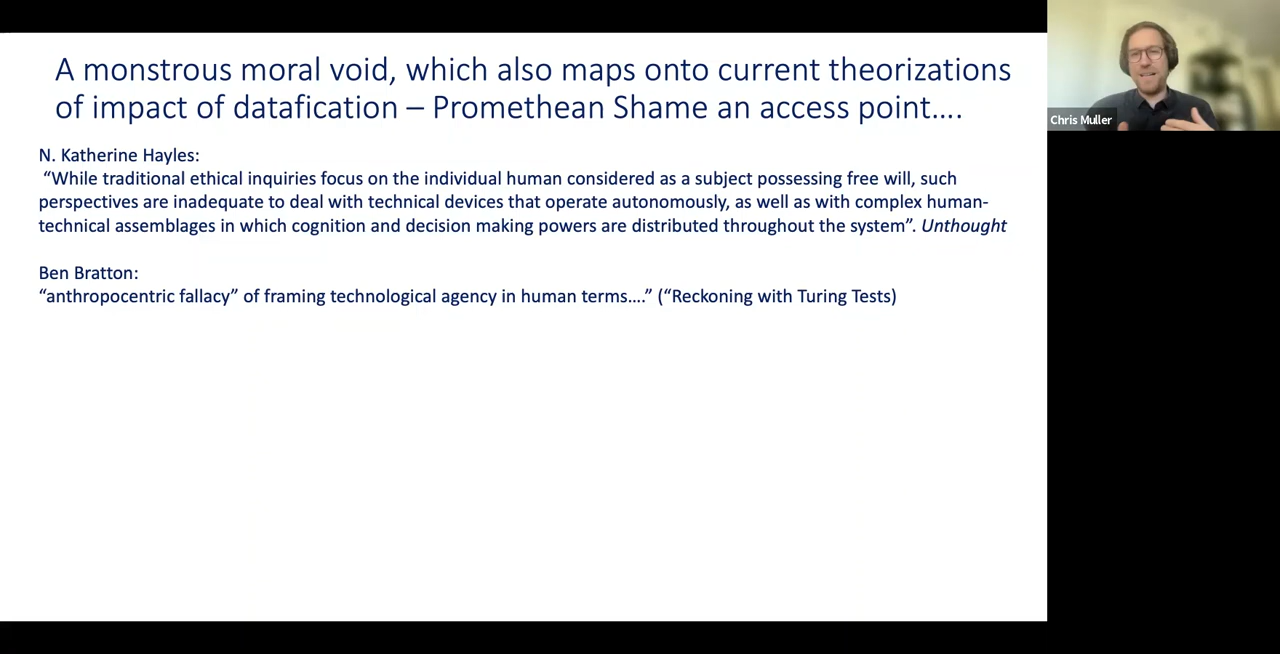 A monstrous moral void, which also maps onto current theorizations
of impact of datafication – Promethean Shame an access point….
Chris Muller
N. Katherine Hayles:
“While traditional ethical inquiries focus on the individual human considered as a subject possessing free will, such
perspectives are inadequate to deal with technical devices that operate autonomously, as well as with complex human-
technical assemblages in which cognition and decision making powers are distributed throughout the system”. Unthought
Ben Bratton:
“anthropocentric fallacy” of framing technological agency in human terms….” (“Reckoning with Turing Tests)